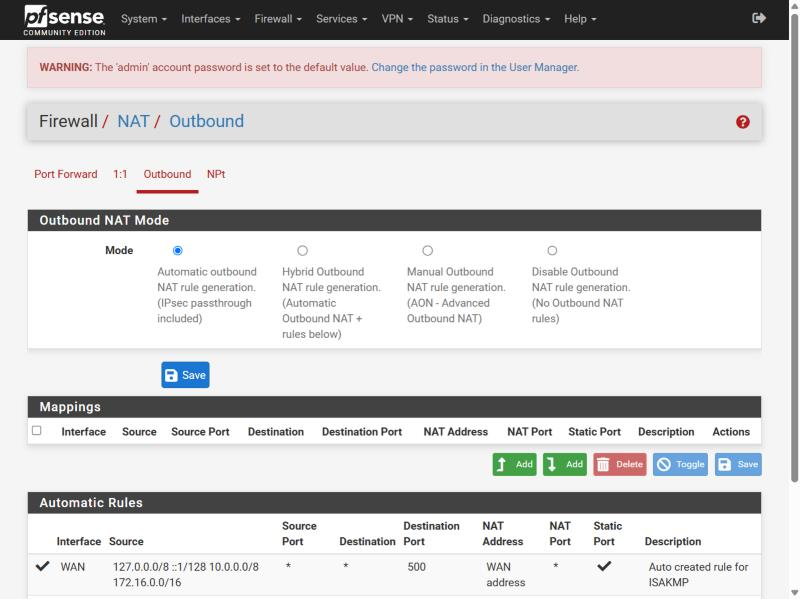 pfsense
COMMUNITY EDITION
System Interfaces Firewall Services VPN Status Diagnostics Help
WARNING: The 'admin' account password is set to the default value. Change the password in the User Manager.
Firewall / NAT / Outbound
Port Forward 1:1 Outbound NPt
Outbound NAT Mode
Mode
Automatic outbound
NAT rule generation.
(IPsec passthrough
included)
Hybrid Outbound
NAT rule generation.
(Automatic
Outbound NAT +
rules below)
Manual Outbound
NAT rule generation.
(AON - Advanced
Outbound NAT)
Disable Outbound
NAT rule generation.
(No Outbound NAT
rules)
Save
Mappings
Interface Source Source Port Destination Destination Port NAT Address NAT Port Static Port Description Actions
Add Add Delete Toggle Save
Automatic Rules
Interface Source Source Port Destination Destination Port NAT Address NAT Port Static Port Description
WAN 127.0.0.0/8 ::1/128 10.0.0.0/8 * * 500 WAN * Auto created rule for
172.16.0.0/16 address ISAKMP